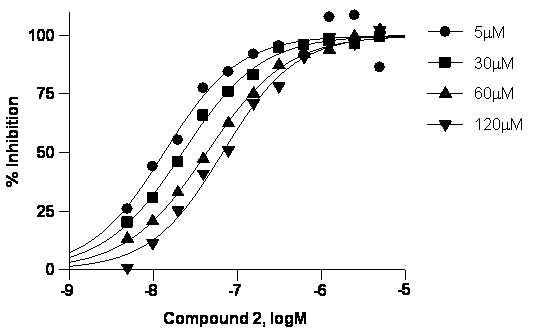 100
75
50
25
0
% Inhibition
-9 -8 -7 -6 -5
Compound 2, logM
5μM
30μM
60μM
120μM